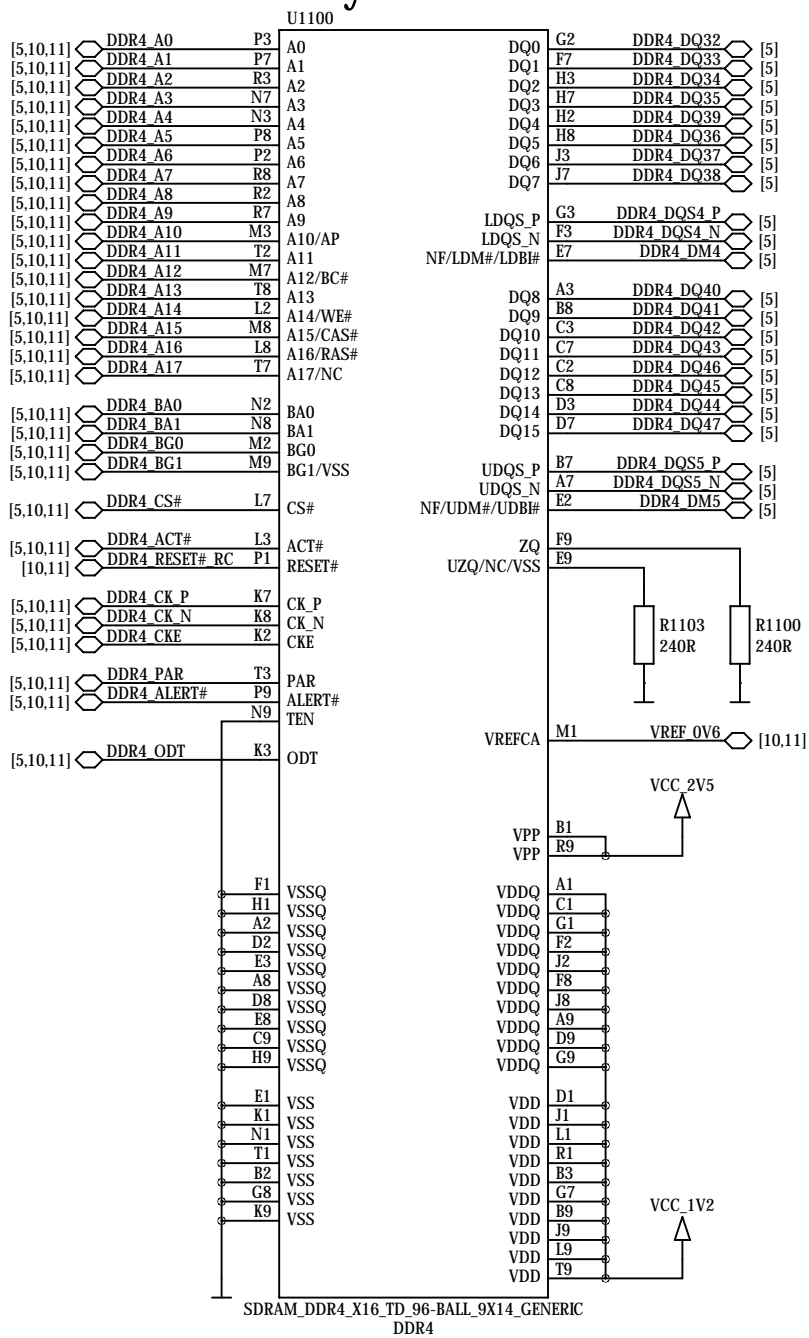 U1100
[5,10,11] DDR4_A0 P3 A0 DQ0 G2 DDR4_DQ32 [5]
[5,10,11] DDR4_A1 P7 A1 DQ1 F7 DDR4_DQ33 [5]
[5,10,11] DDR4_A2 R3 A2 DQ2 H3 DDR4_DQ34 [5]
[5,10,11] DDR4_A3 N7 A3 DQ3 H7 DDR4_DQ35 [5]
[5,10,11] DDR4_A4 N3 A4 DQ4 H2 DDR4_DQ39 [5]
[5,10,11] DDR4_A5 P8 A5 DQ5 H8 DDR4_DQ36 [5]
[5,10,11] DDR4_A6 P2 A6 DQ6 J3 DDR4_DQ37 [5]
[5,10,11] DDR4_A7 R8 A7 DQ7 J7 DDR4_DQ38 [5]
[5,10,11] DDR4_A8 R2 A8
[5,10,11] DDR4_A9 R7 A9 LDQS_P G3 DDR4_DQS4_P [5]
[5,10,11] DDR4_A10 M3 A10/AP LDQS_N F3 DDR4_DQS4_N [5]
[5,10,11] DDR4_A11 T2 A11 NF/LDM#/LDBI# E7 DDR4_DM4 [5]
[5,10,11] DDR4_A12 M7 A12/BC#
[5,10,11] DDR4_A13 T8 A13 DQ8 A3 DDR4_DQ40 [5]
[5,10,11] DDR4_A14 L2 A14/WE# DQ9 B8 DDR4_DQ41 [5]
[5,10,11] DDR4_A15 M8 A15/CAS# DQ10 C3 DDR4_DQ42 [5]
[5,10,11] DDR4_A16 L8 A16/RAS# DQ11 C7 DDR4_DQ43 [5]
[5,10,11] DDR4_A17 T7 A17/NC DQ12 C2 DDR4_DQ46 [5]
DQ13 C8 DDR4_DQ45 [5]
[5,10,11] DDR4_BA0 N2 BA0 DQ14 D3 DDR4_DQ44 [5]
[5,10,11] DDR4_BA1 N8 BA1 DQ15 D7 DDR4_DQ47 [5]
[5,10,11] DDR4_BG0 M2 BG0
[5,10,11] DDR4_BG1 M9 BG1/VSS UDQS_P B7 DDR4_DQS5_P [5]
UDQS_N A7 DDR4_DQS5_N [5]
[5,10,11] DDR4_CS# L7 CS# NF/UDM#/UDBI# E2 DDR4_DM5 [5]
[5,10,11] DDR4_ACT# L3 ACT# ZQ F9
[10,11] DDR4_RESET#_RC P1 RESET# UZQ/NC/VSS E9
[5,10,11] DDR4_CK_P K7 CK_P
[5,10,11] DDR4_CK_N K8 CK_N R1103 R1100
[5,10,11] DDR4_CKE K2 CKE 240R 240R
[5,10,11] DDR4_PAR T3 PAR
[5,10,11] DDR4_ALERT# P9 ALERT#
N9 TEN
VREFCA M1 VREF_0V6 [10,11]
[5,10,11] DDR4_ODT K3 ODT
VCC_2V5
VPP B1
VPP R9
F1 VSSQ VDDQ A1
H1 VSSQ VDDQ C1
A2 VSSQ VDDQ G1
D2 VSSQ VDDQ F2
E3 VSSQ VDDQ J2
A8 VSSQ VDDQ F8
D8 VSSQ VDDQ J8
E8 VSSQ VDDQ A9
C9 VSSQ VDDQ D9
H9 VSSQ VDDQ G9
E1 VSS VDD D1
K1 VSS VDD J1
N1 VSS VDD L1
T1 VSS VDD R1
B2 VSS VDD B3
G8 VSS VDD G7
K9 VSS VDD B9 VCC_1V2
VDD J9
VDD L9
VDD T9
SDRAM_DDR4_X16_TD_96-BALL_9X14_GENERIC
DDR4